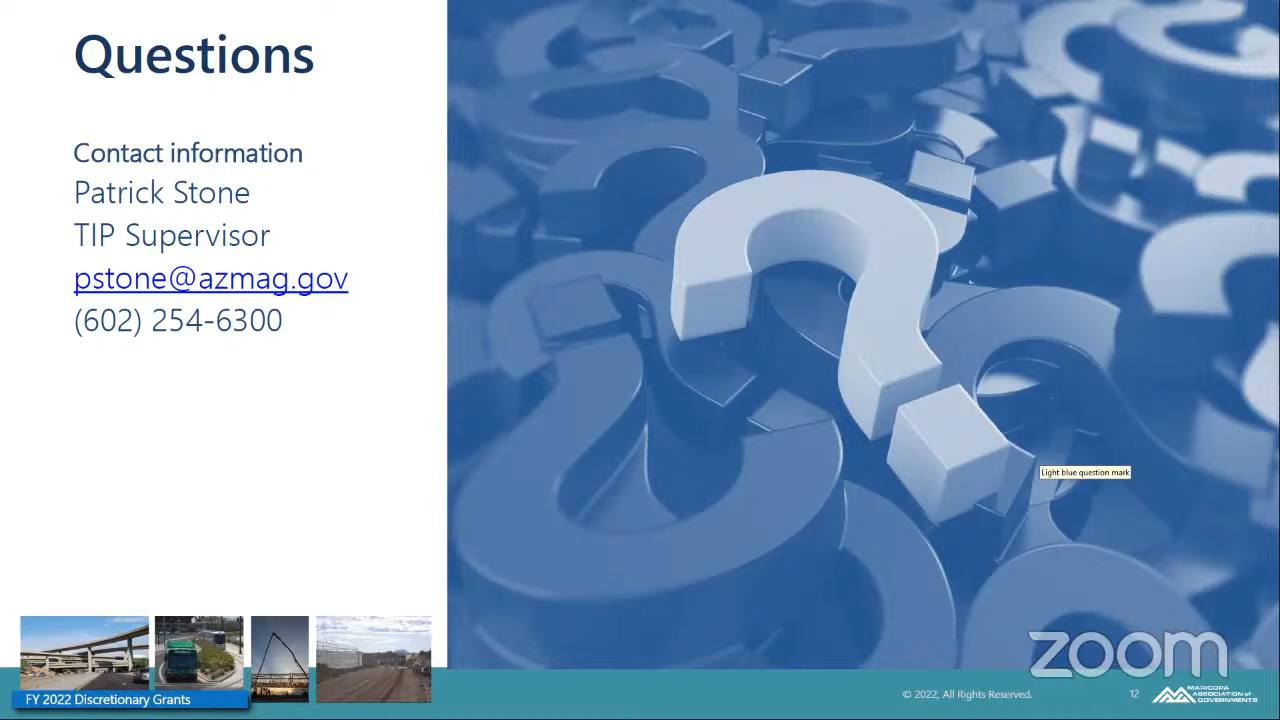 Questions
Contact information
Patrick Stone
TIP Supervisor
pstone@azmag.gov
(602) 254-6300
Light blue question mark
zoom
FY 2022 Discretionary Grants
© 2022, All Rights Reserved.
12
MARICOPA
ASSOCIATION of
GOVERNMENTS